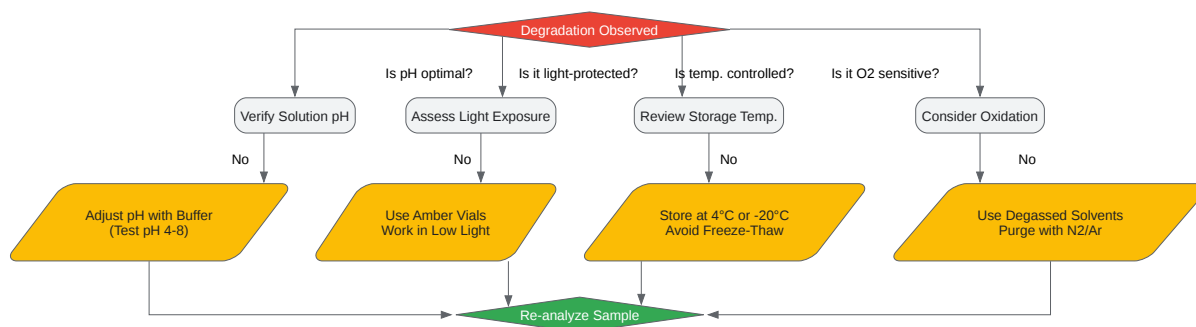 Degradation Observed
Is pH optimal?
Is it light-protected?
Is temp. controlled?
Is it O2 sensitive?
Verify Solution pH
Assess Light Exposure
Review Storage Temp.
Consider Oxidation
No
No
No
No
Adjust pH with Buffer
(Test pH 4-8)
Use Amber Vials
Work in Low Light
Store at 4°C or -20°C
Avoid Freeze-Thaw
Use Degassed Solvents
Purge with N2/Ar
Re-analyze Sample